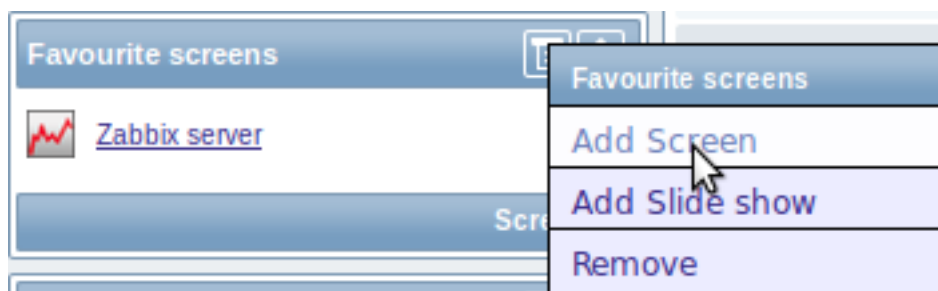 Favourite screens
Zabbix server
Favourite screens
Add Screen
Add Slide show
Remove